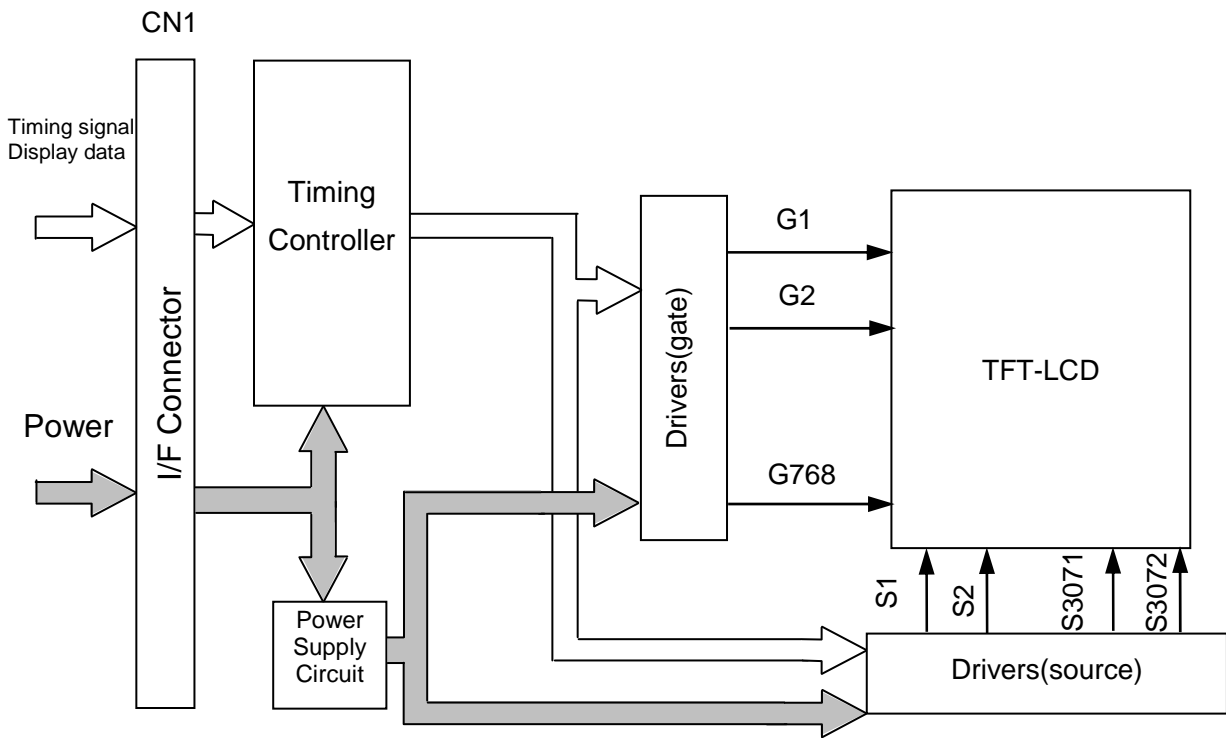 CN1
Timing signal
Display data
Power
I/F Connector
Timing
Controller
Power
Supply
Circuit
Drivers(gate)
G1
G2
G768
TFT-LCD
S1
S2
S3071
S3072
Drivers(source)